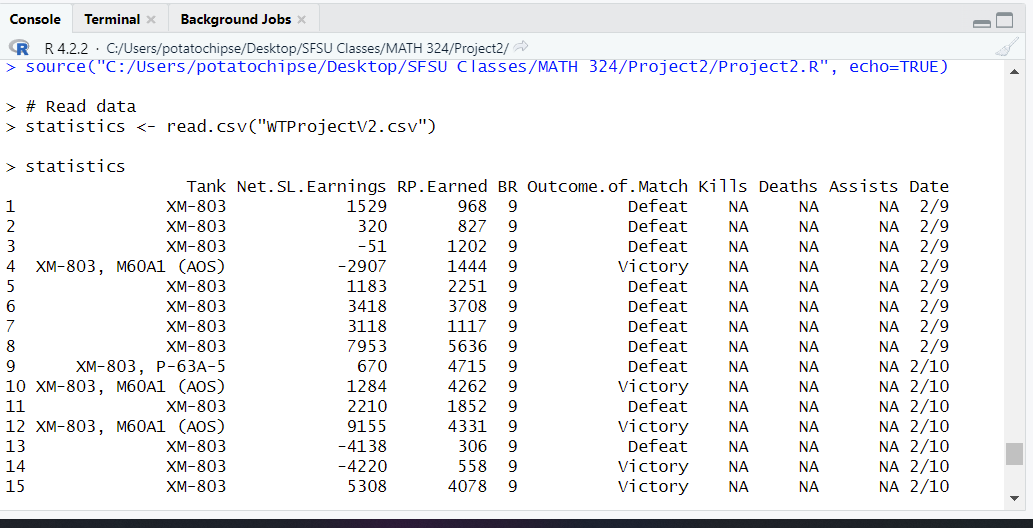 Console Terminal Background Jobs
R 4.2.2 · C:/Users/potatochipse/Desktop/SFSU Classes/MATH 324/Project2/
> source("C:/Users/potatochipse/Desktop/SFSU Classes/MATH 324/Project2/Project2.R", echo=TRUE)
> # Read data
> statistics <- read.csv("WTProjectV2.csv")
> statistics
Tank Net.SL.Earnings RP.Earned BR Outcome.of.Match Kills Deaths Assists Date
1 XM-803 1529 968 9 Defeat NA NA NA 2/9
2 XM-803 320 827 9 Defeat NA NA NA 2/9
3 XM-803 -51 1202 9 Defeat NA NA NA 2/9
4 XM-803, M60A1 (AOS) -2907 1444 9 Victory NA NA NA 2/9
5 XM-803 1183 2251 9 Defeat NA NA NA 2/9
6 XM-803 3418 3708 9 Defeat NA NA NA 2/9
7 XM-803 3118 1117 9 Defeat NA NA NA 2/9
8 XM-803 7953 5636 9 Defeat NA NA NA 2/9
9 XM-803, P-63A-5 670 4715 9 Defeat NA NA NA 2/10
10 XM-803, M60A1 (AOS) 1284 4262 9 Victory NA NA NA 2/10
11 XM-803 2210 1852 9 Defeat NA NA NA 2/10
12 XM-803, M60A1 (AOS) 9155 4331 9 Victory NA NA NA 2/10
13 XM-803 -4138 306 9 Defeat NA NA NA 2/10
14 XM-803 -4220 558 9 Victory NA NA NA 2/10
15 XM-803 5308 4078 9 Victory NA NA NA 2/10